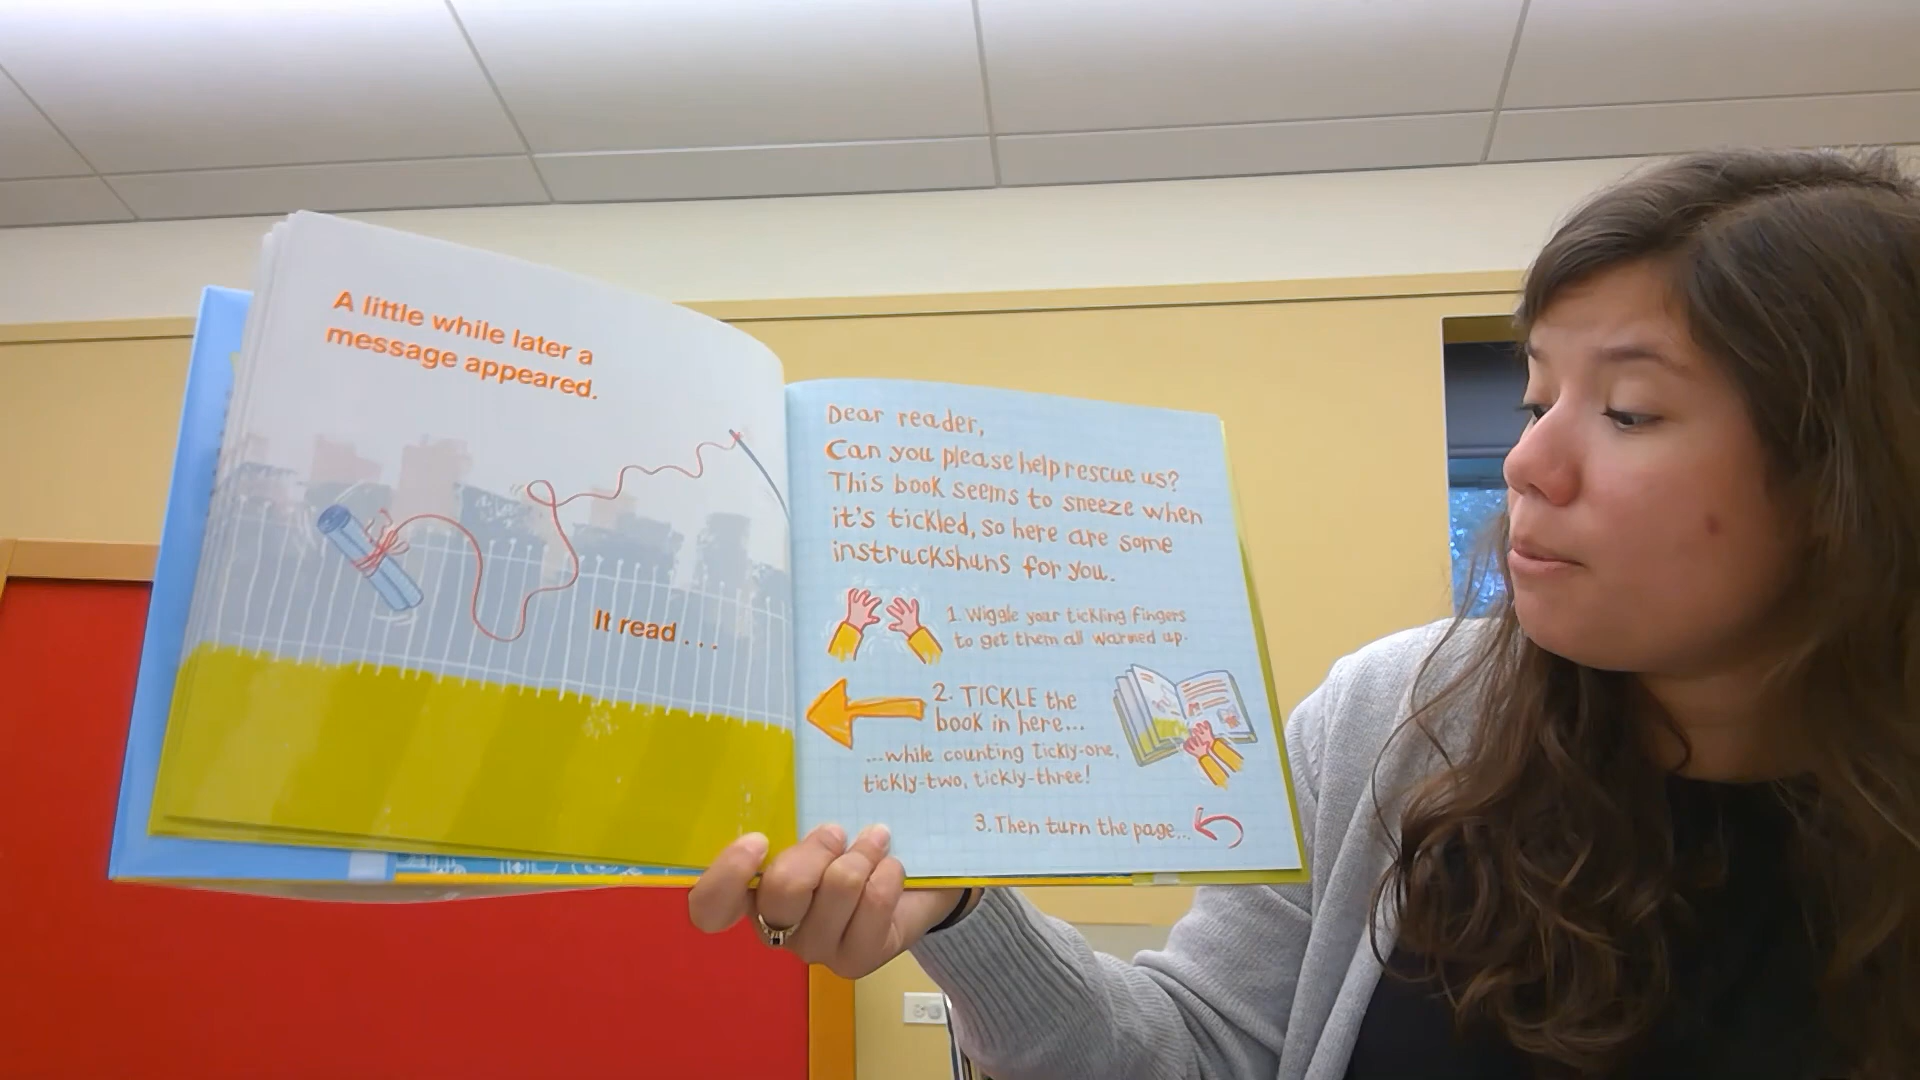 A little while later a
message appeared.
It read . . .
Dear reader,
Can you please help rescue us?
This book seems to sneeze when
it's tickled, so here are some
instruckshuns for you.
1. Wiggle your tickling fingers
to get them all warmed up.
2. TICKLE the
book in here...
...while counting tickly-one,
tickly-two, tickly-three!
3. Then turn the page...